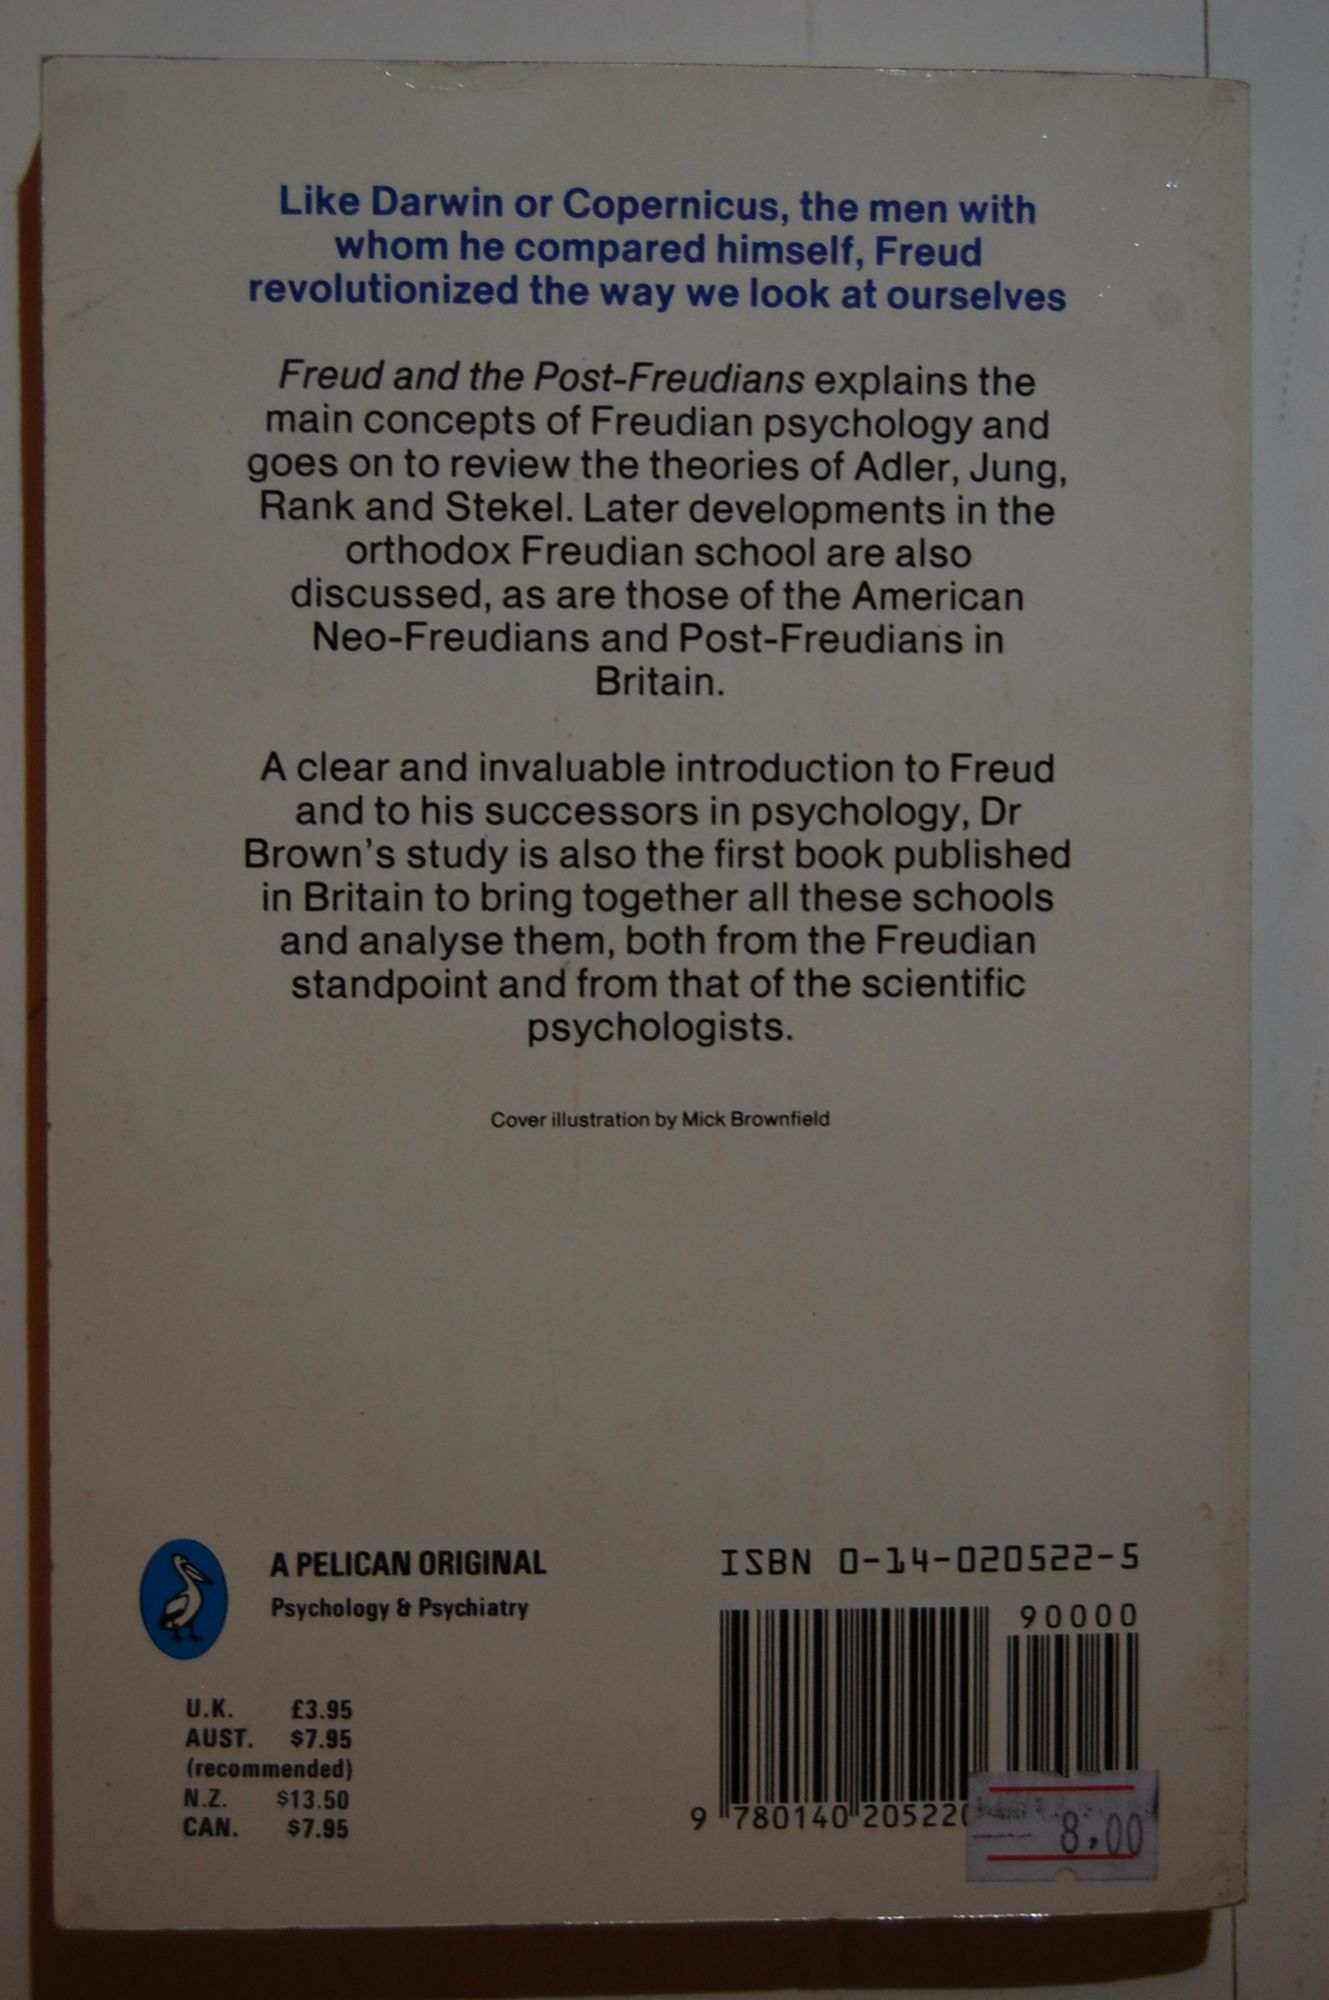 Like Darwin or Copernicus, the men with
whom he compared himself, Freud
revolutionized the way we look at ourselves
Freud and the Post-Freudians explains the
main concepts of Freudian psychology and
goes on to review the theories of Adler, Jung,
Rank and Stekel. Later developments in the
orthodox Freudian school are also
discussed, as are those of the American
Neo-Freudians and Post-Freudians in
Britain.
A clear and invaluable introduction to Freud
and to his successors in psychology, Dr
Brown's study is also the first book published
in Britain to bring together all these schools
and analyse them, both from the Freudian
standpoint and from that of the scientific
psychologists.
Cover illustration by Mick Brownfield
A PELICAN ORIGINAL
Psychology & Psychiatry
U.K. £3.95
AUST. $7.95
(recommended)
N.Z. $13.50
CAN. $7.95
ISBN 0-14-020522-5
90000
9 780140 205220
8,00